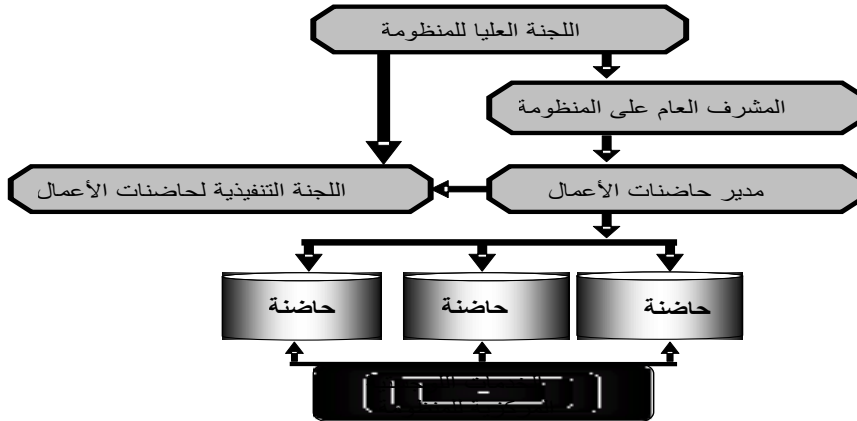 اللجنة العليا للمنظومة
المشرف العام على المنظومة
مدير حاضنات الأعمال
اللجنة التنفيذية لحاضنات الأعمال
حاضنة
حاضنة
حاضنة